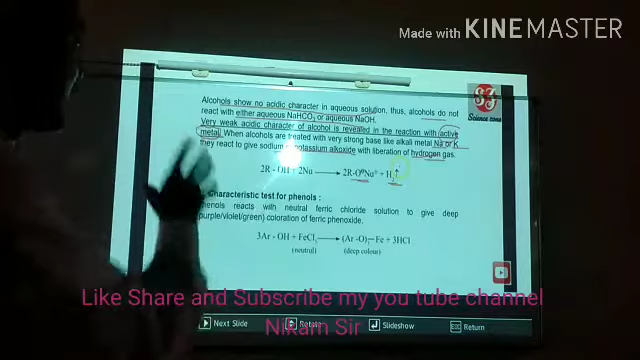 Made with KINEMASTER
Science zone
Alcohols show no acidic character in aqueous solution, thus, alcohols do not
react with either aqueous NaHCO3 or aqueous NaOH.
Very weak acidic character of alcohol is revealed in the reaction with active
metal. When alcohols are treated with very strong base like alkali metal Na or K
they react to give sodium or potassium alkoxide with liberation of hydrogen gas.
2R - OH + 2Na ⟶ 2R-O⊖Na⊕ + H2↑
Characteristic test for phenols :
Phenols reacts with neutral ferric chloride solution to give deep
(purple/violet/green) coloration of ferric phenoxide.
3Ar - OH + FeCl3 ⟶ (Ar -O)3 Fe + 3HCl
(neutral) (deep colour)
Like Share and Subscribe my you tube channel
Nikam Sir
Next Slide Rotate Slideshow ESC Return